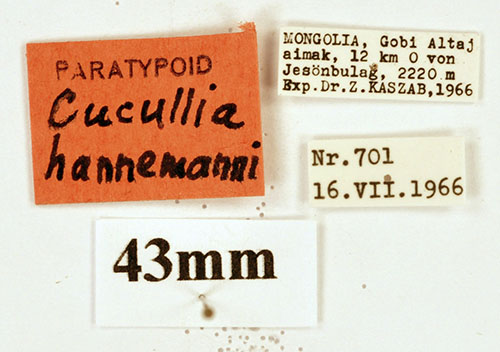 PARATYPOID
Cucullia
hannemanni
MONGOLIA, Gobi Altaj
aimak, 12 km O von
Jesönbulag, 2220 m
Exp.Dr.Z.KASZAB,1966
Nr.701
16.VII.1966
43mm